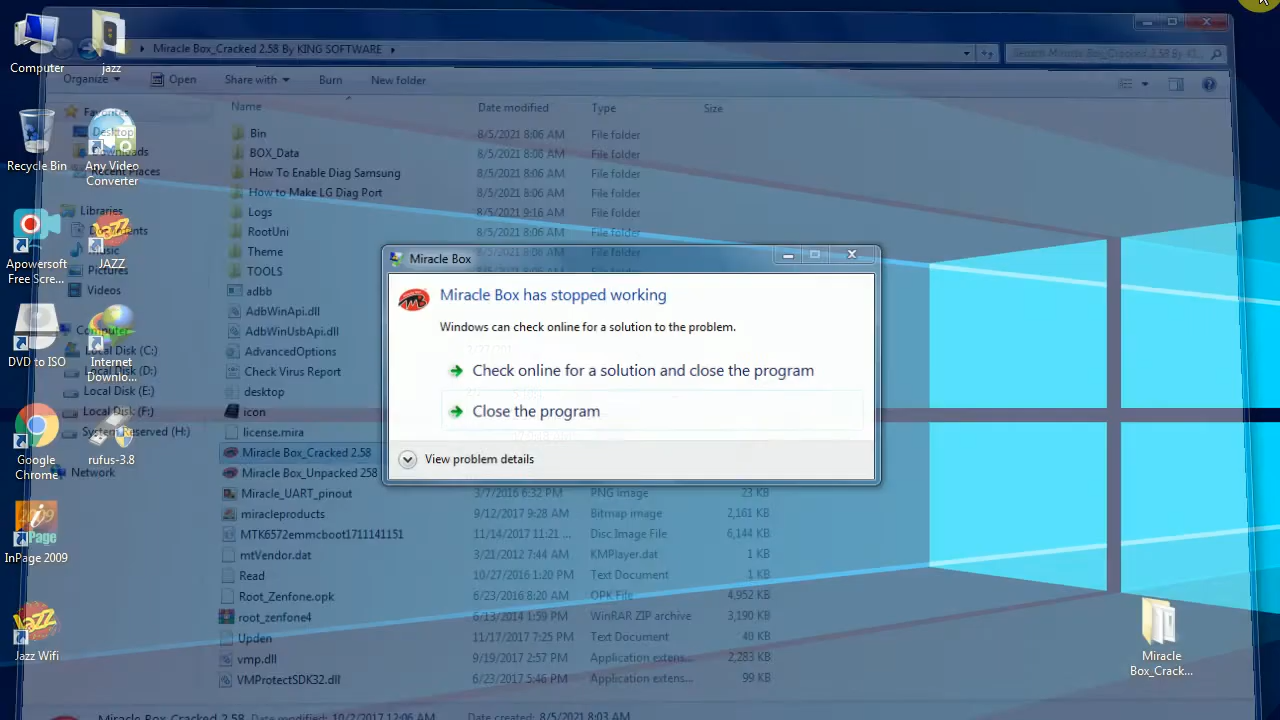 Miracle Box_Cracked 2.58 By KING SOFTWARE
Search Miracle Box_Cracked 2.58 By KI...
Organize
Open
Share with
Burn
New folder
Computer
jazz
Recycle Bin
Any Video
Converter
Apowersoft
Free Scre...
JAZZ
DVD to ISO
Internet
Downlo...
Google
Chrome
rufus-3.8
InPage 2009
Jazz Wifi
Favorites
Desktop
Downloads
Recent Places
Libraries
Documents
Music
Pictures
Videos
Computer
Local Disk (C:)
Local Disk (D:)
Local Disk (E:)
Local Disk (F:)
System Reserved (H:)
Network
Name Date modified Type Size
Bin 8/5/2021 8:06 AM File folder
BOX_Data 8/5/2021 8:06 AM File folder
How To Enable Diag Samsung 8/5/2021 8:06 AM File folder
How to Make LG Diag Port 8/5/2021 8:06 AM File folder
Logs 8/5/2021 9:16 AM File folder
RootUni 8/5/2021 8:06 AM File folder
Theme 8/5/2021 8:06 AM File folder
TOOLS
adbb
AdbWinApi.dll
AdbWinUsbApi.dll
AdvancedOptions
Check Virus Report
desktop
icon
license.mira
Miracle Box_Cracked 2.58
Miracle Box_Unpacked 258
Miracle_UART_pinout 3/7/2016 6:32 PM PNG image 23 KB
miracleproducts 9/12/2017 9:28 AM Bitmap image 2,161 KB
MTK6572emmcboot1711141151 11/14/2017 11:21 ... Disc Image File 6,144 KB
mtVendor.dat 3/21/2012 7:44 AM KMPlayer.dat 1 KB
Read 10/27/2016 1:20 PM Text Document 1 KB
Root_Zenfone.opk 6/23/2016 8:20 AM OPK File 4,952 KB
root_zenfone4 6/13/2014 1:59 PM WinRAR ZIP archive 3,190 KB
Upden 11/17/2017 7:25 PM Text Document 40 KB
vmp.dll 9/19/2017 2:57 PM Application extens... 2,283 KB
VMProtectSDK32.dll 6/23/2017 5:46 PM Application extens... 99 KB
Miracle Box
Miracle Box has stopped working
Windows can check online for a solution to the problem.
Check online for a solution and close the program
Close the program
View problem details
Miracle
Box_Crack...
Miracle Box_Cracked 2.58 Date modified: 10/2/2017 12:06 AM Date created: 8/5/2021 8:03 AM